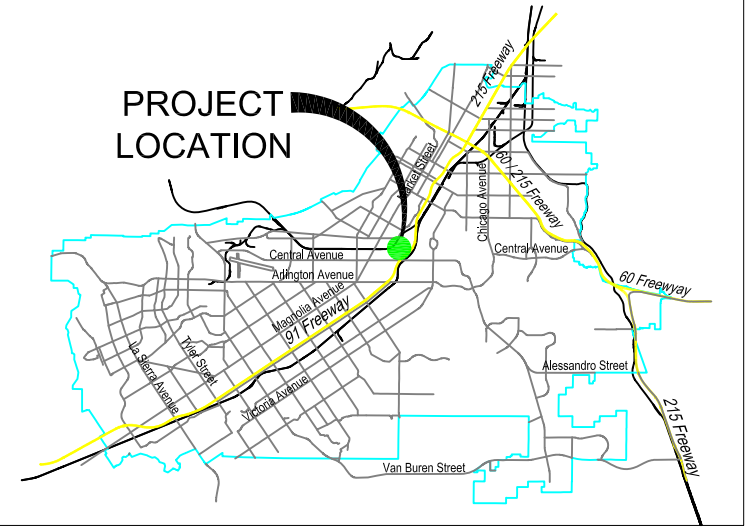 PROJECT
LOCATION
215 Freeway
Market Street
60 / 215 Freeway
Chicago Avenue
Central Avenue
Central Avenue
Arlington Avenue
60 Freewyay
Magnolia Avenue
91 Freeway
Tyler Street
La Sierra Avenue
Victoria Avenue
Alessandro Street
215 Freeway
Van Buren Street